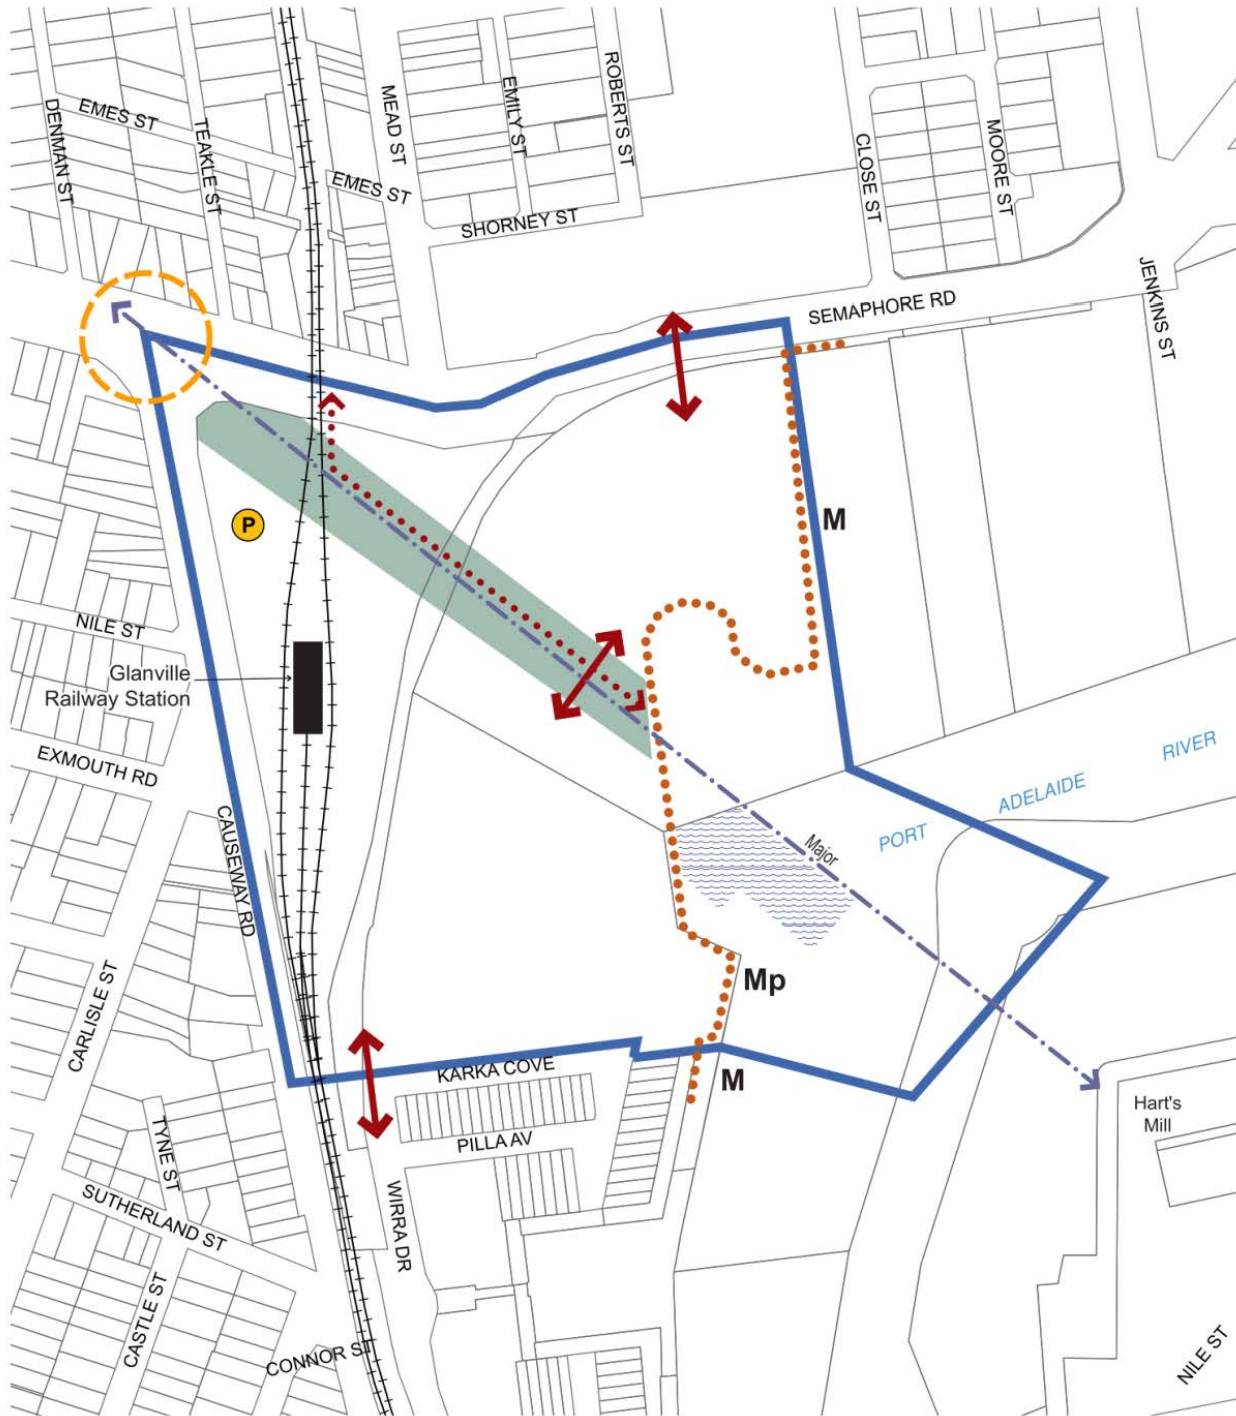 EMES ST
DENMAN ST
TEAKLE ST
MEAD ST
EMILY ST
ROBERTS ST
EMES ST
SHORNEY ST
CLOSE ST
MOORE ST
JENKINS ST
SEMAPHORE RD
M
P
NILE ST
Glanville
Railway Station
EXMOUTH RD
CAUSEWAY RD
Major
PORT
ADELAIDE
RIVER
CARLISLE ST
Mp
KARKA COVE
M
PILLA AV
Hart's
Mill
TYNE ST
SUTHERLAND ST
WIRRA DR
CASTLE ST
CONNOR ST
NILE ST